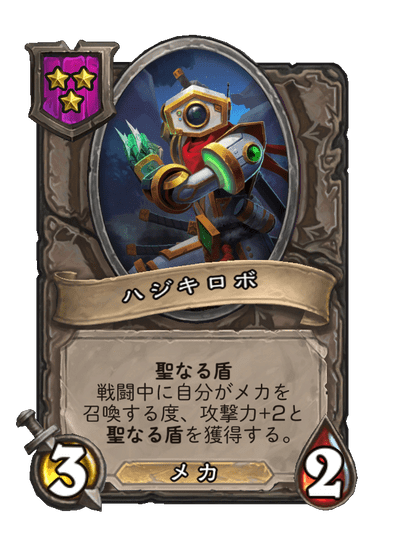 ハジキロボ
聖なる盾
戦闘中に自分がメカを
召喚する度、攻撃力+2と
聖なる盾を獲得する。
3
メカ
2